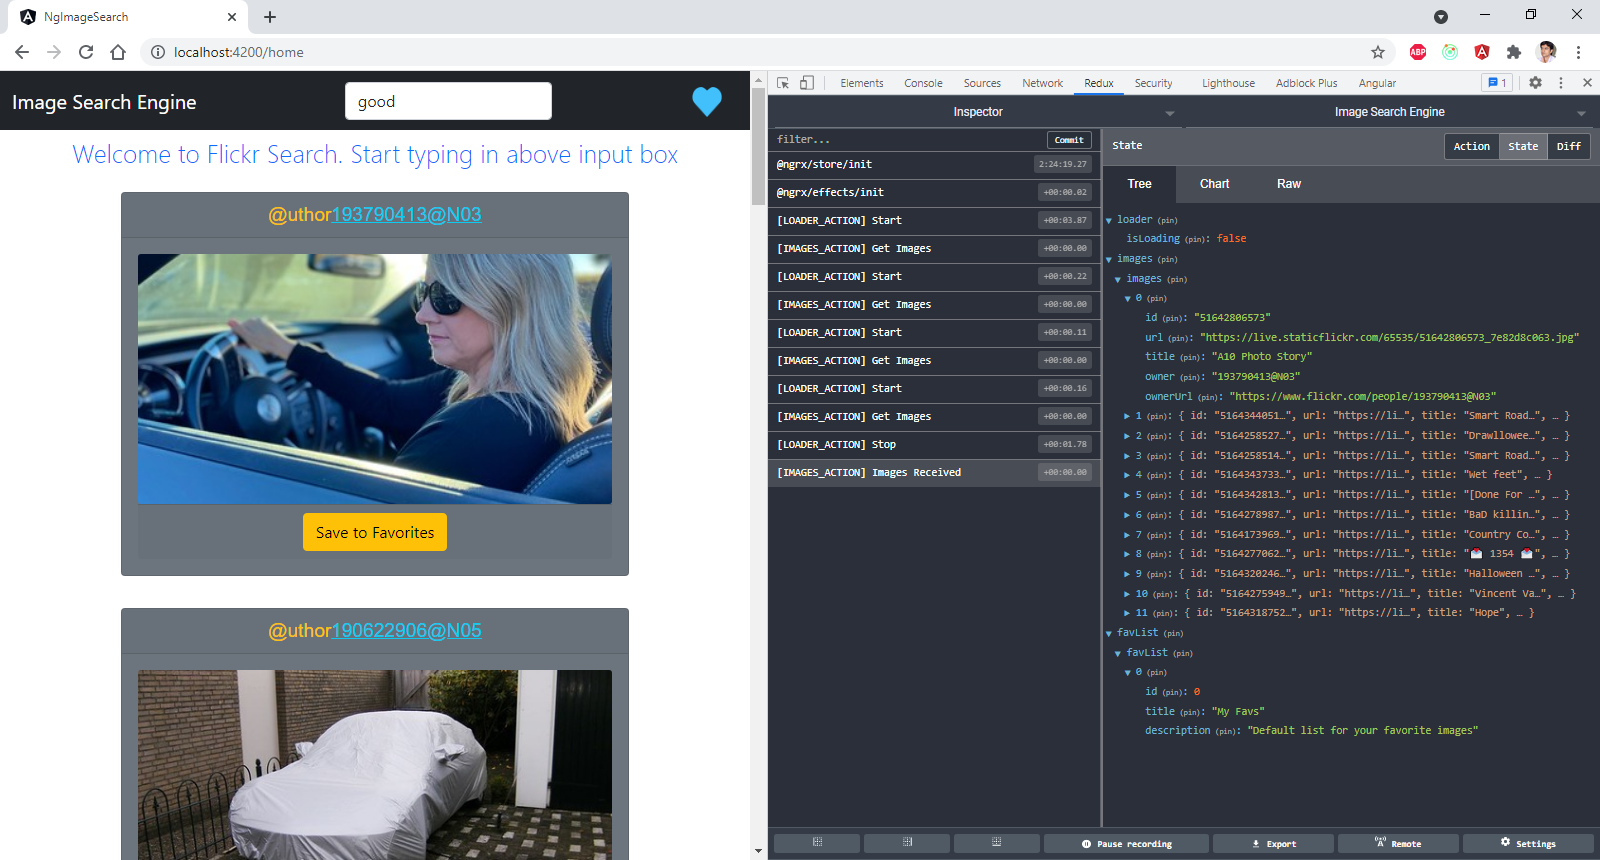 NgImageSearch
localhost:4200/home
ABP
Image Search Engine
good
Welcome to Flickr Search. Start typing in above input box
@uthor193790413@N03
Save to Favorites
@uthor190622906@N05
Elements Console Sources Network Redux Security Lighthouse Adblock Plus Angular 1
Inspector
Image Search Engine
filter...
Commit
@ngrx/store/init 2:24:19.27
@ngrx/effects/init +00:00.02
[LOADER_ACTION] Start +00:03.87
[IMAGES_ACTION] Get Images +00:00.00
[LOADER_ACTION] Start +00:00.22
[IMAGES_ACTION] Get Images +00:00.00
[LOADER_ACTION] Start +00:00.11
[IMAGES_ACTION] Get Images +00:00.00
[LOADER_ACTION] Start +00:00.16
[IMAGES_ACTION] Get Images +00:00.00
[LOADER_ACTION] Stop +00:01.78
[IMAGES_ACTION] Images Received +00:00.00
State
Action State Diff
Tree Chart Raw
loader (pin)
isLoading (pin): false
images (pin)
images (pin)
0 (pin)
id (pin): "51642806573"
url (pin): "https://live.staticflickr.com/65535/51642806573_7e82d8c063.jpg"
title (pin): "A10 Photo Story"
owner (pin): "193790413@N03"
ownerUrl (pin): "https://www.flickr.com/people/193790413@N03"
1 (pin): { id: "5164344051…", url: "https://li…", title: "Smart Road…", … }
2 (pin): { id: "5164258527…", url: "https://li…", title: "Drawllowee…", … }
3 (pin): { id: "5164258514…", url: "https://li…", title: "Smart Road…", … }
4 (pin): { id: "5164343733…", url: "https://li…", title: "Wet feet", … }
5 (pin): { id: "5164342813…", url: "https://li…", title: "[Done For …", … }
6 (pin): { id: "5164278987…", url: "https://li…", title: "BaD killin…", … }
7 (pin): { id: "5164173969…", url: "https://li…", title: "Country Co…", … }
8 (pin): { id: "5164277062…", url: "https://li…", title: "📩 1354 📩", … }
9 (pin): { id: "5164320246…", url: "https://li…", title: "Halloween …", … }
10 (pin): { id: "5164275949…", url: "https://li…", title: "Vincent Va…", … }
11 (pin): { id: "5164318752…", url: "https://li…", title: "Hope", … }
favList (pin)
favList (pin)
0 (pin)
id (pin): 0
title (pin): "My Favs"
description (pin): "Default list for your favorite images"
Pause recording
Export
Remote
Settings